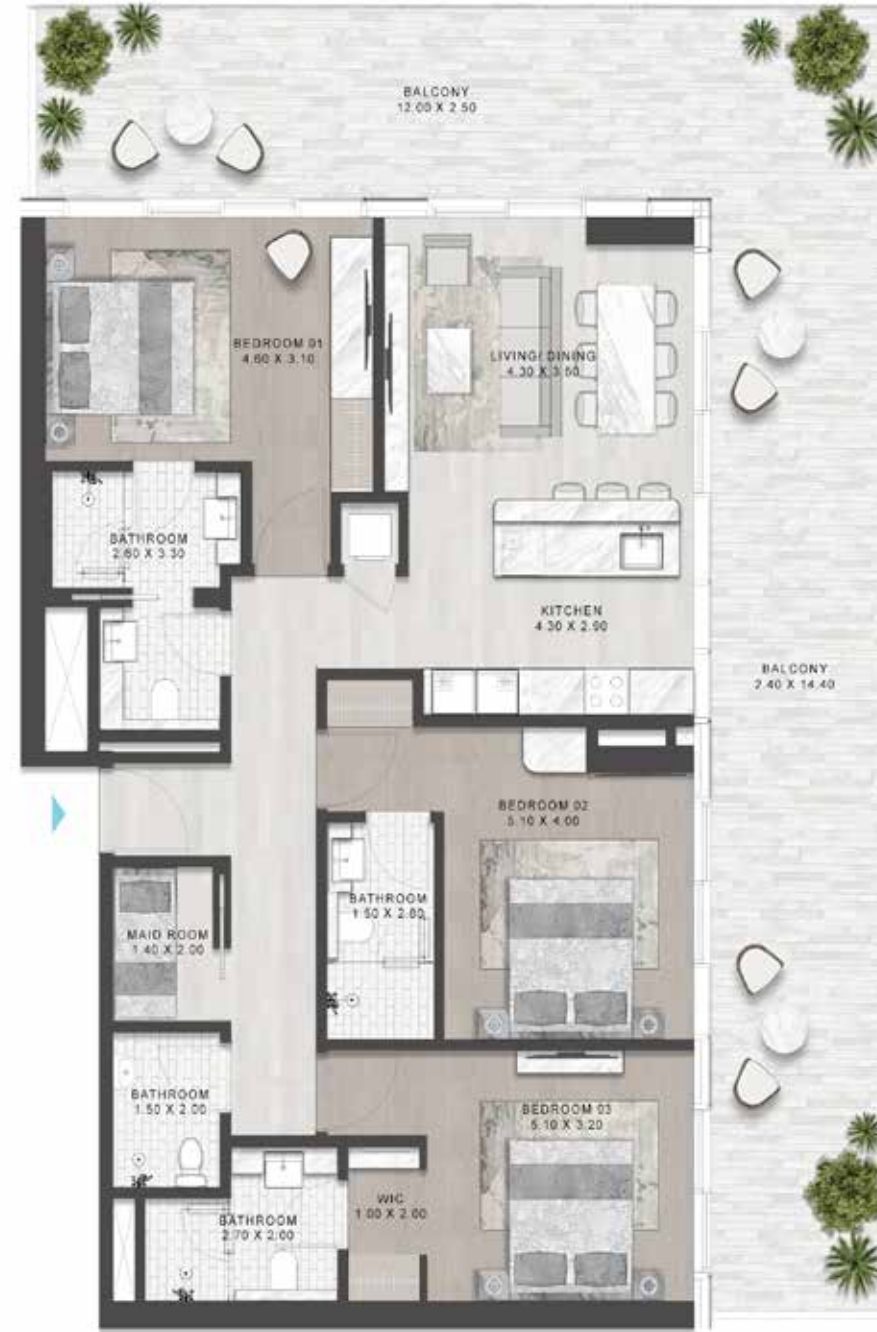 BALCONY
12.00 X 2.50
BEDROOM 01
4.60 X 3.10
LIVING/ DINING
4.30 X 3.60
BATHROOM
2.60 X 3.30
KITCHEN
4.30 X 2.90
BALCONY
2.40 X 14.40
BEDROOM 02
5.10 X 4.00
BATHROOM
1.50 X 2.80
MAID ROOM
1.40 X 2.00
BATHROOM
1.50 X 2.00
BEDROOM 03
5.10 X 3.20
WIC
1.00 X 2.00
BATHROOM
2.70 X 2.00